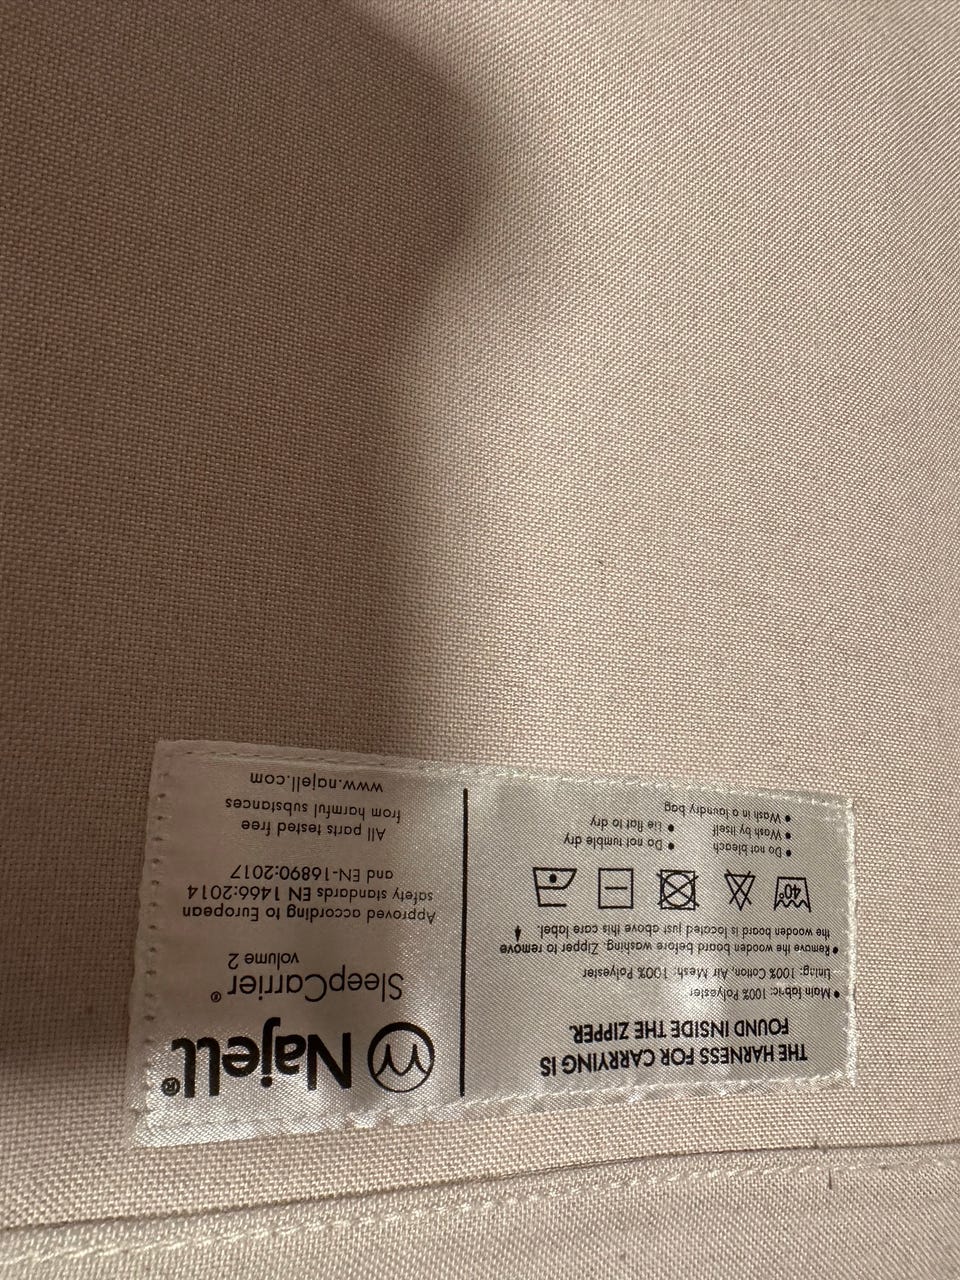 Najell®
SleepCarrier®
volume 2
Approved according to European
safety standards EN 1466:2014
and EN-16890:2017
All parts tested free
from harmful substances
www.najell.com
THE HARNESS FOR CARRYING IS
FOUND INSIDE THE ZIPPER.
• Main fabric: 100% Polyester
Lining: 100% Cotton, Air Mesh: 100% Polyester
• Remove the wooden board before washing. Zipper to remove
the wooden board is located just above this care label.
40°
• Do not bleach
• Wash by itself
• Wash in a laundry bag
• Do not tumble dry
• Lie flat to dry